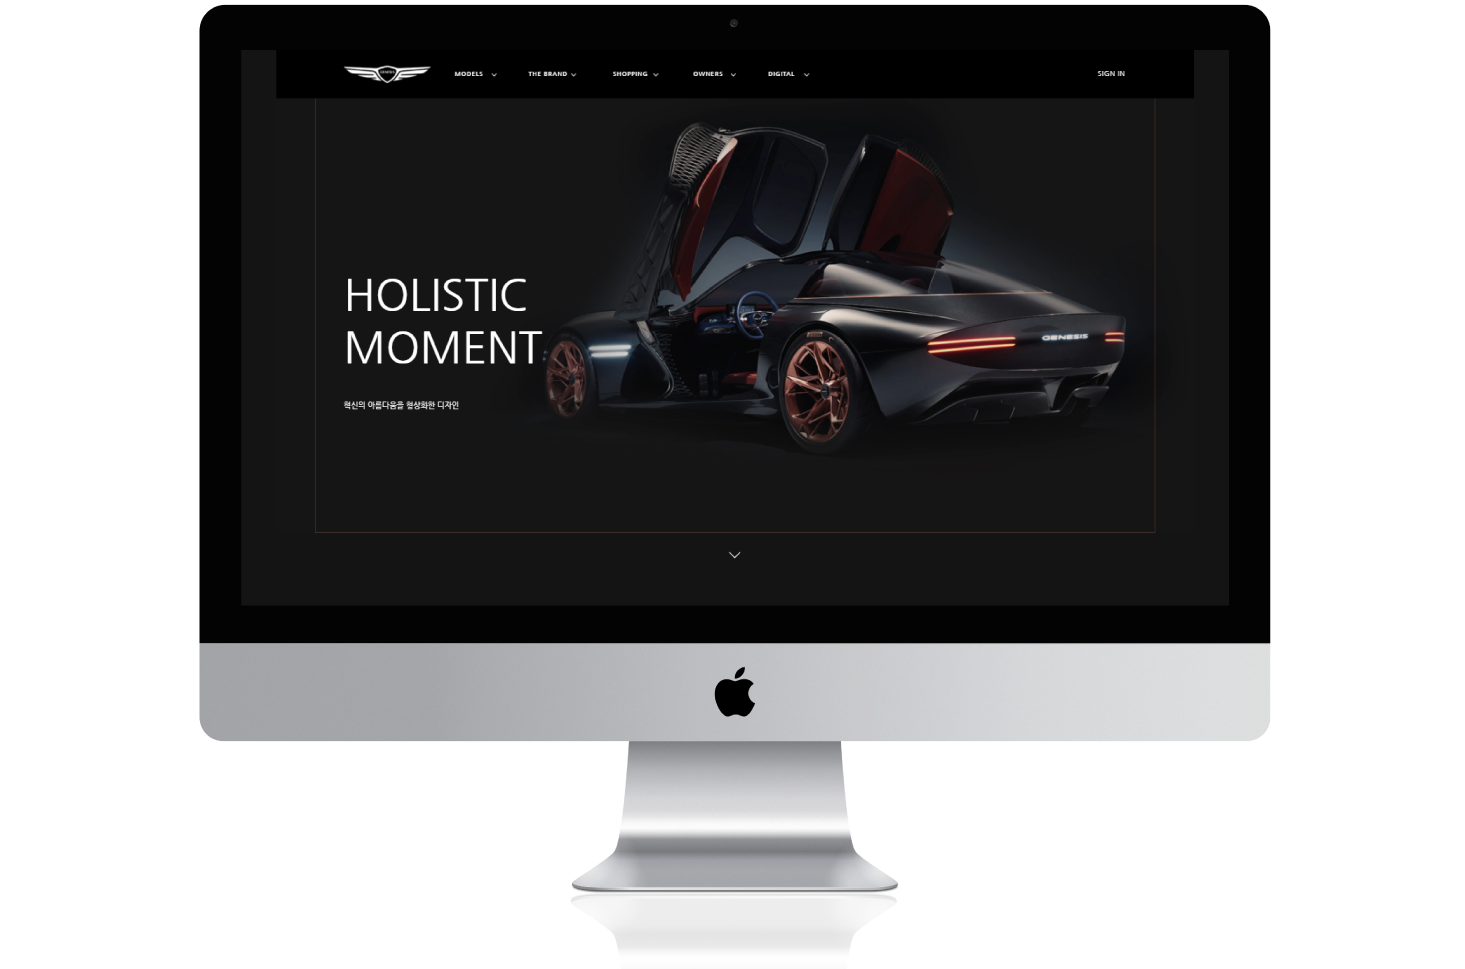 MODELS THE BRAND SHOPPING OWNERS DIGITAL SIGN IN
HOLISTIC
MOMENT
혁신의 아름다움을 형상화한 디자인
GENESIS